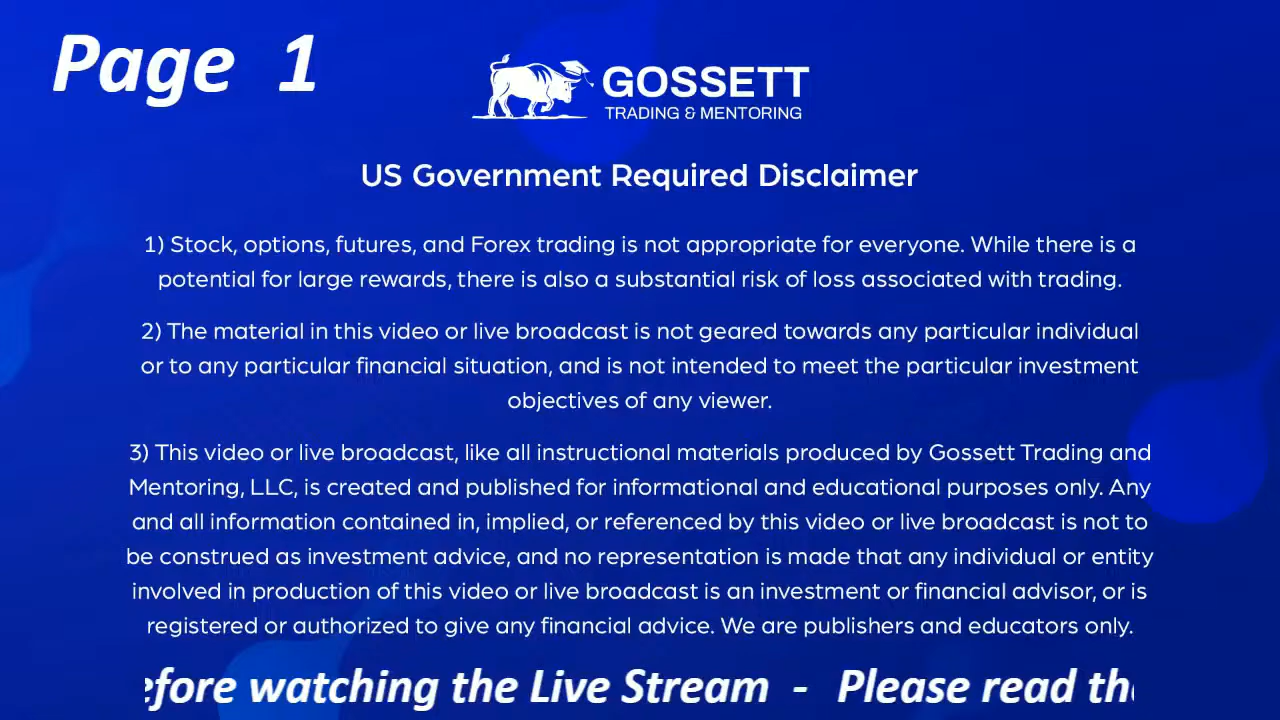 Page 1
GOSSETT
TRADING & MENTORING
US Government Required Disclaimer
1) Stock, options, futures, and Forex trading is not appropriate for everyone. While there is a
potential for large rewards, there is also a substantial risk of loss associated with trading.
2) The material in this video or live broadcast is not geared towards any particular individual
or to any particular financial situation, and is not intended to meet the particular investment
objectives of any viewer.
3) This video or live broadcast, like all instructional materials produced by Gossett Trading and
Mentoring, LLC, is created and published for informational and educational purposes only. Any
and all information contained in, implied, or referenced by this video or live broadcast is not to
be construed as investment advice, and no representation is made that any individual or entity
involved in production of this video or live broadcast is an investment or financial advisor, or is
registered or authorized to give any financial advice. We are publishers and educators only.
watching the Live Stream - Please read